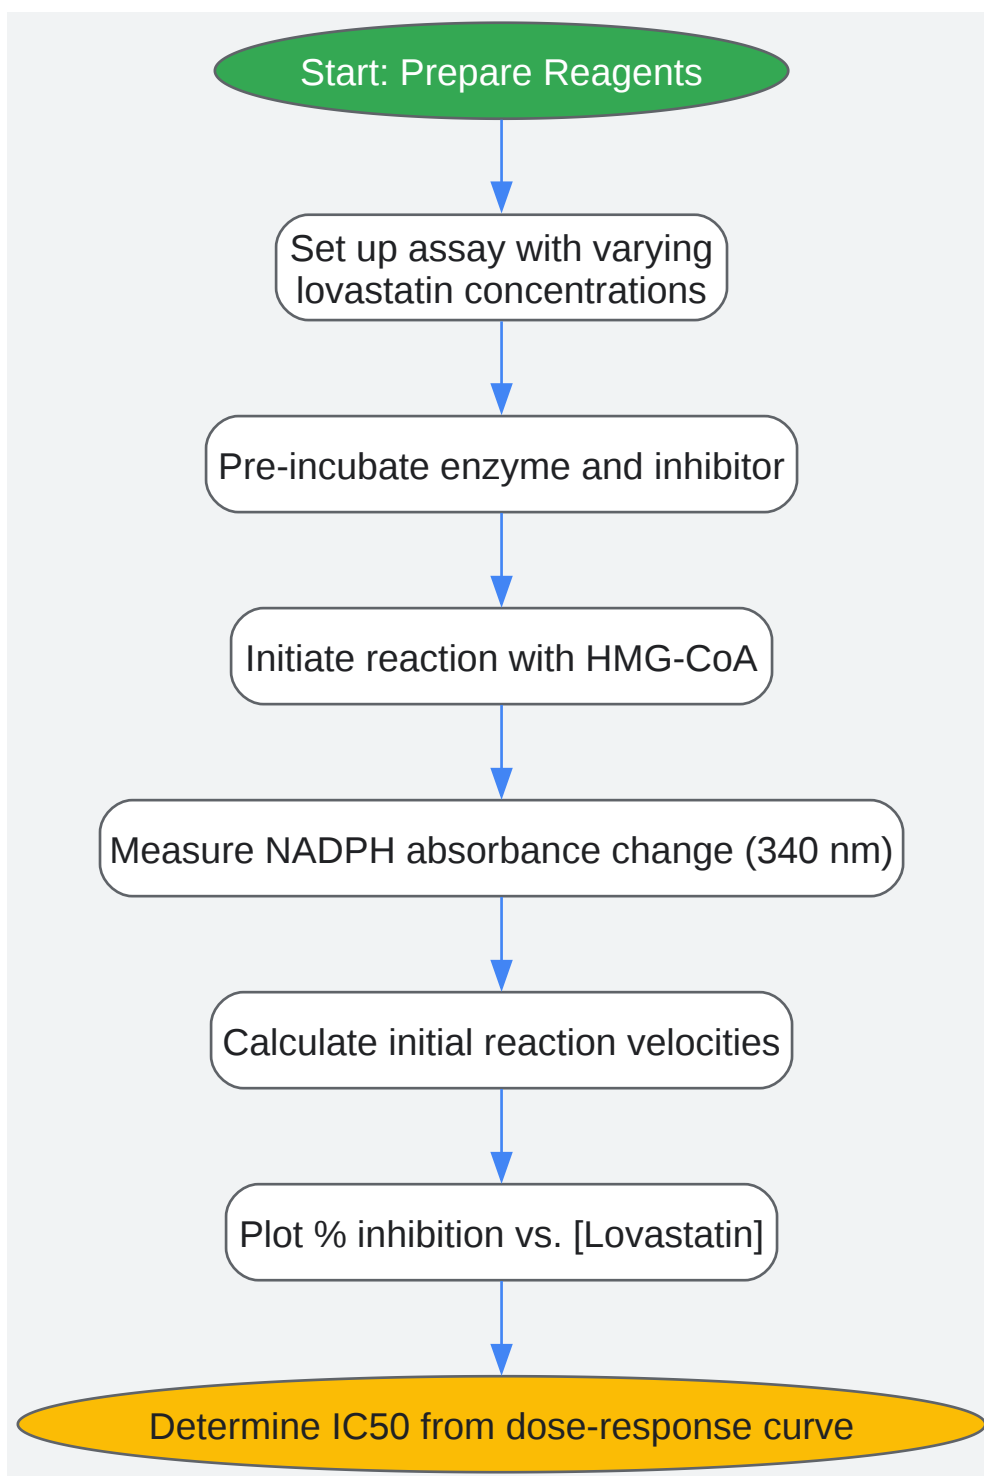 Start: Prepare Reagents
Set up assay with varying
lovastatin concentrations
Pre-incubate enzyme and inhibitor
Initiate reaction with HMG-CoA
Measure NADPH absorbance change (340 nm)
Calculate initial reaction velocities
Plot % inhibition vs. [Lovastatin]
Determine IC50 from dose-response curve